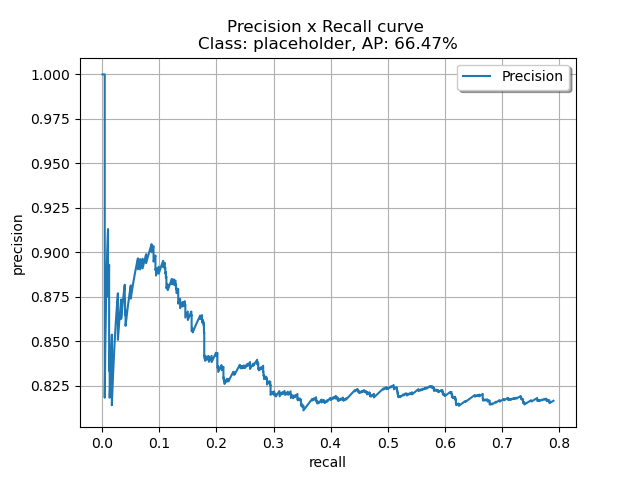 Precision x Recall curve
Class: placeholder, AP: 66.47%
Precision
1.000
0.975
0.950
0.925
0.900
0.875
0.850
0.825
precision
0.0 0.1 0.2 0.3 0.4 0.5 0.6 0.7 0.8
recall